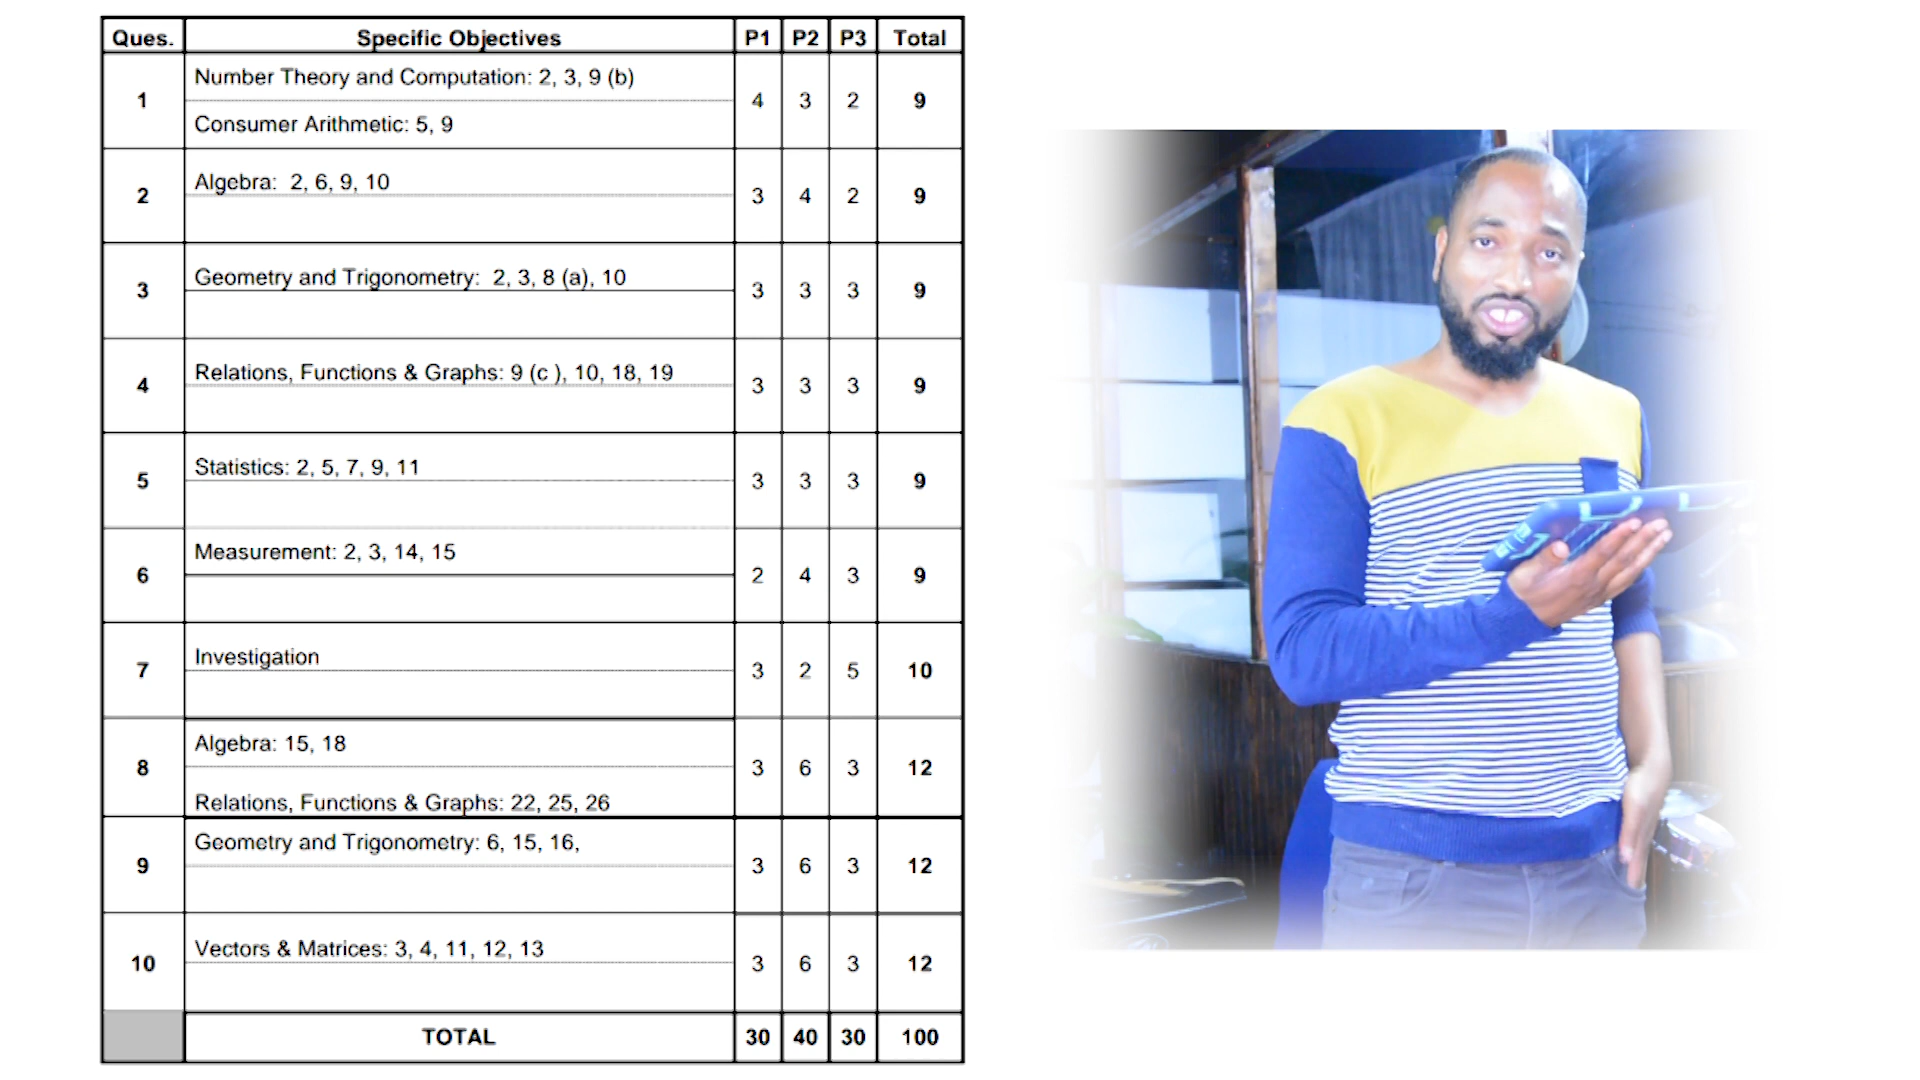 Ques. Specific Objectives P1 P2 P3 Total
Number Theory and Computation: 2, 3, 9 (b)
1 4 3 2 9
Consumer Arithmetic: 5, 9
Algebra: 2, 6, 9, 10
2 3 4 2 9
Geometry and Trigonometry: 2, 3, 8 (a), 10
3 3 3 3 9
Relations, Functions & Graphs: 9 (c ), 10, 18, 19
4 3 3 3 9
Statistics: 2, 5, 7, 9, 11
5 3 3 3 9
Measurement: 2, 3, 14, 15
6 2 4 3 9
Investigation
7 3 2 5 10
Algebra: 15, 18
8 3 6 3 12
Relations, Functions & Graphs: 22, 25, 26
Geometry and Trigonometry: 6, 15, 16,
9 3 6 3 12
Vectors & Matrices: 3, 4, 11, 12, 13
10 3 6 3 12
TOTAL 30 40 30 100